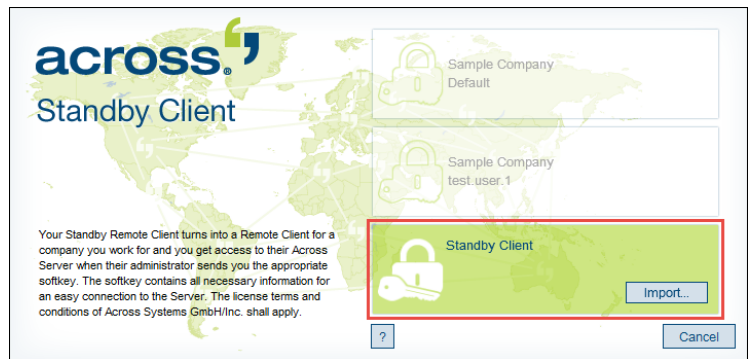 across
Standby Client
Your Standby Remote Client turns into a Remote Client for a
company you work for and you get access to their Across
Server when their administrator sends you the appropriate
softkey. The softkey contains all necessary information for
an easy connection to the Server. The license terms and
conditions of Across Systems GmbH/Inc. shall apply.
Sample Company
Default
Sample Company
test.user.1
Standby Client
Import...
?
Cancel